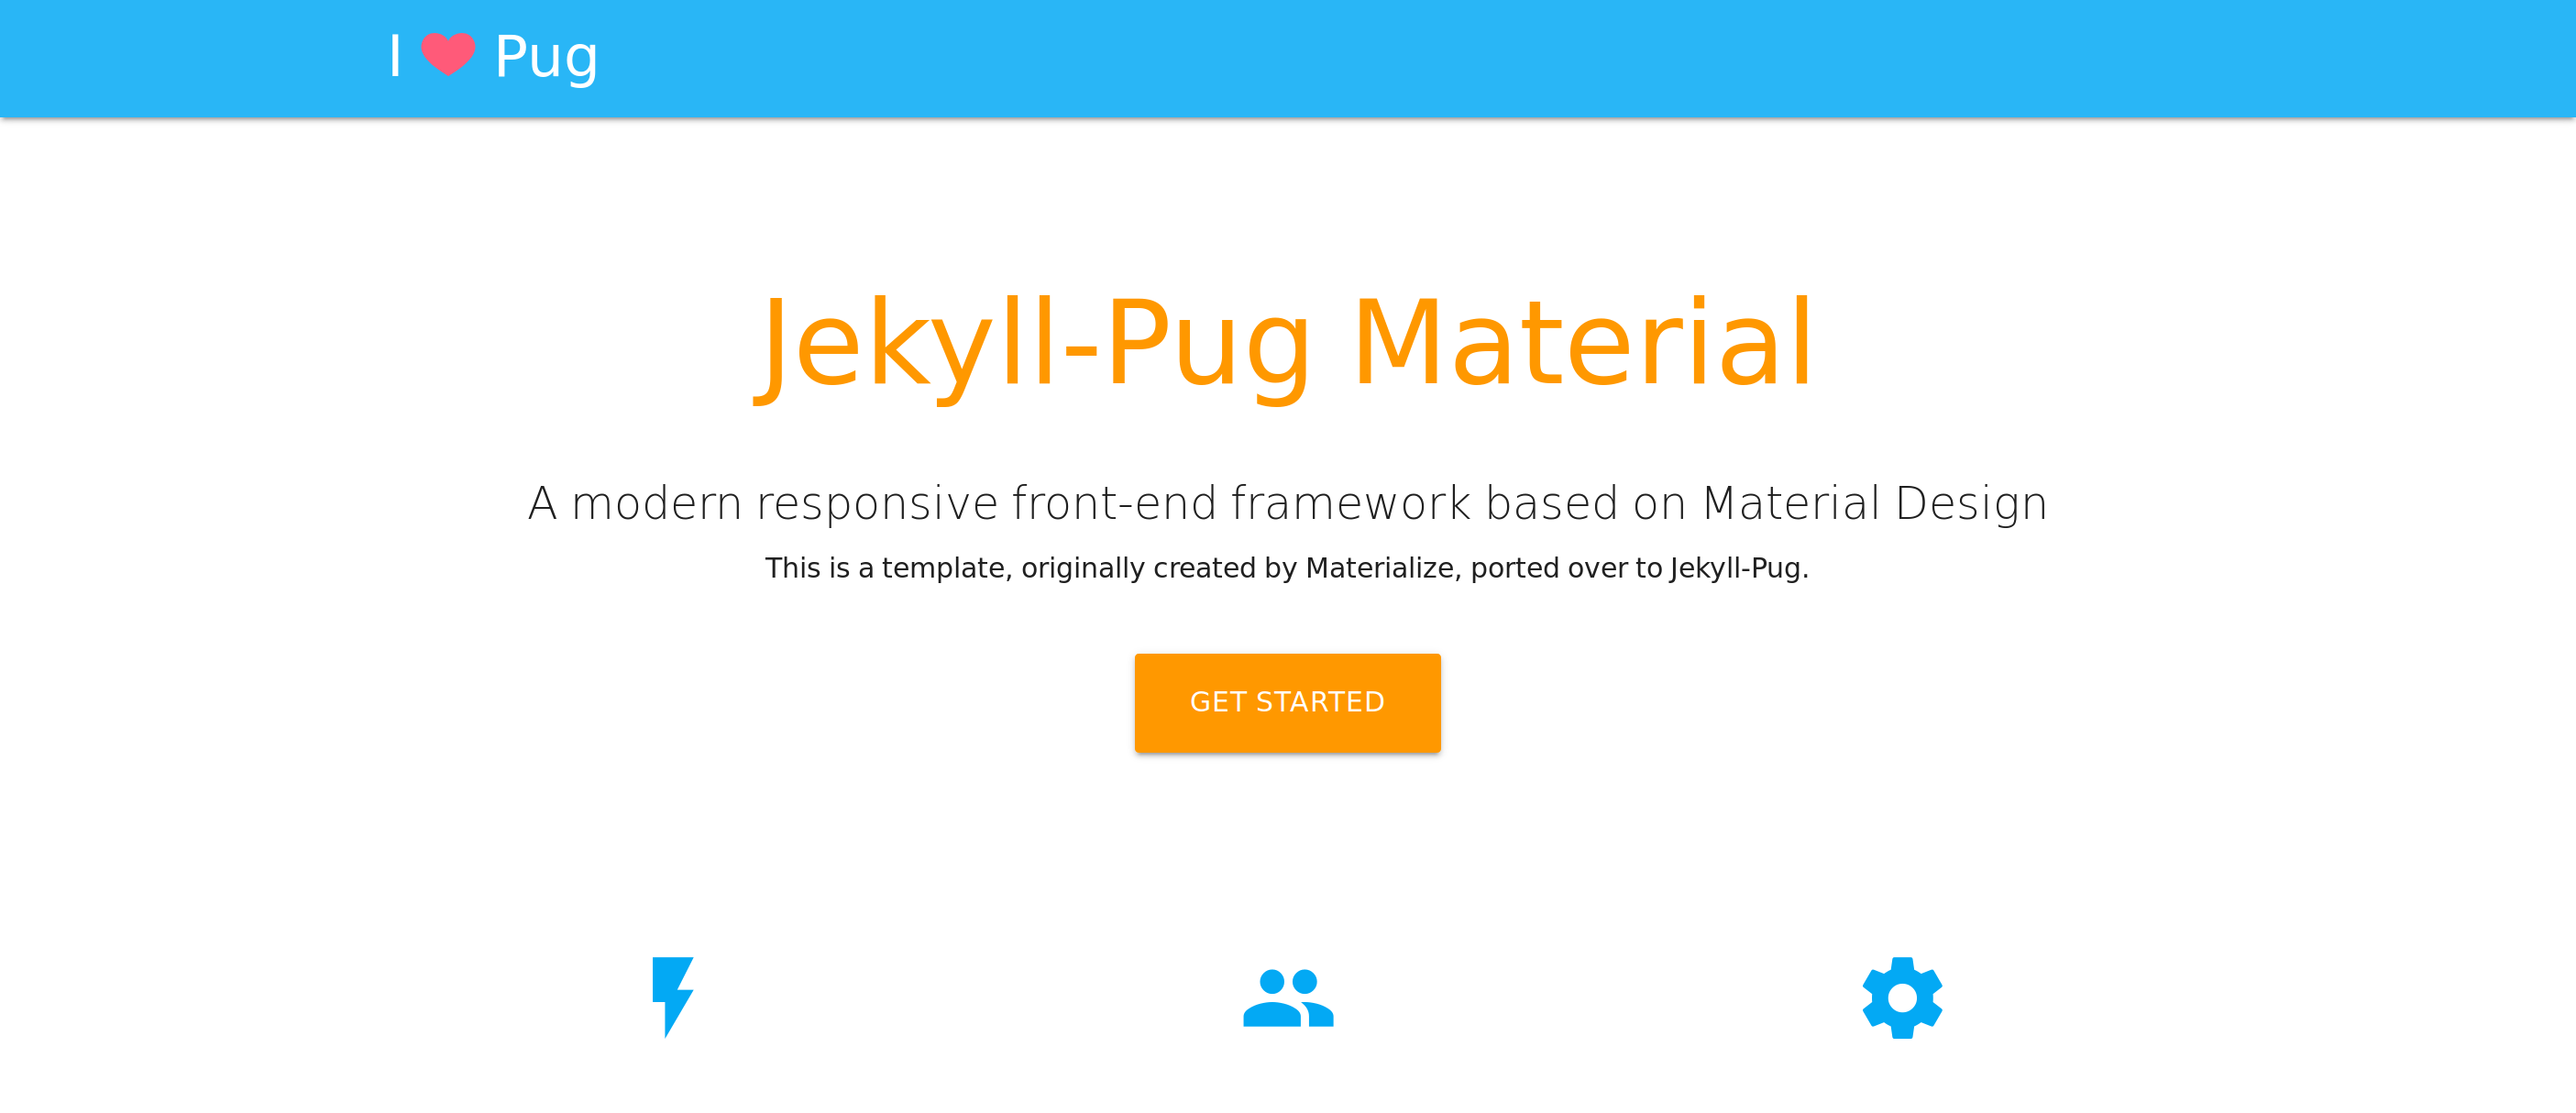 I ❤ Pug
Jekyll-Pug Material
A modern responsive front-end framework based on Material Design
This is a template, originally created by Materialize, ported over to Jekyll-Pug.
GET STARTED